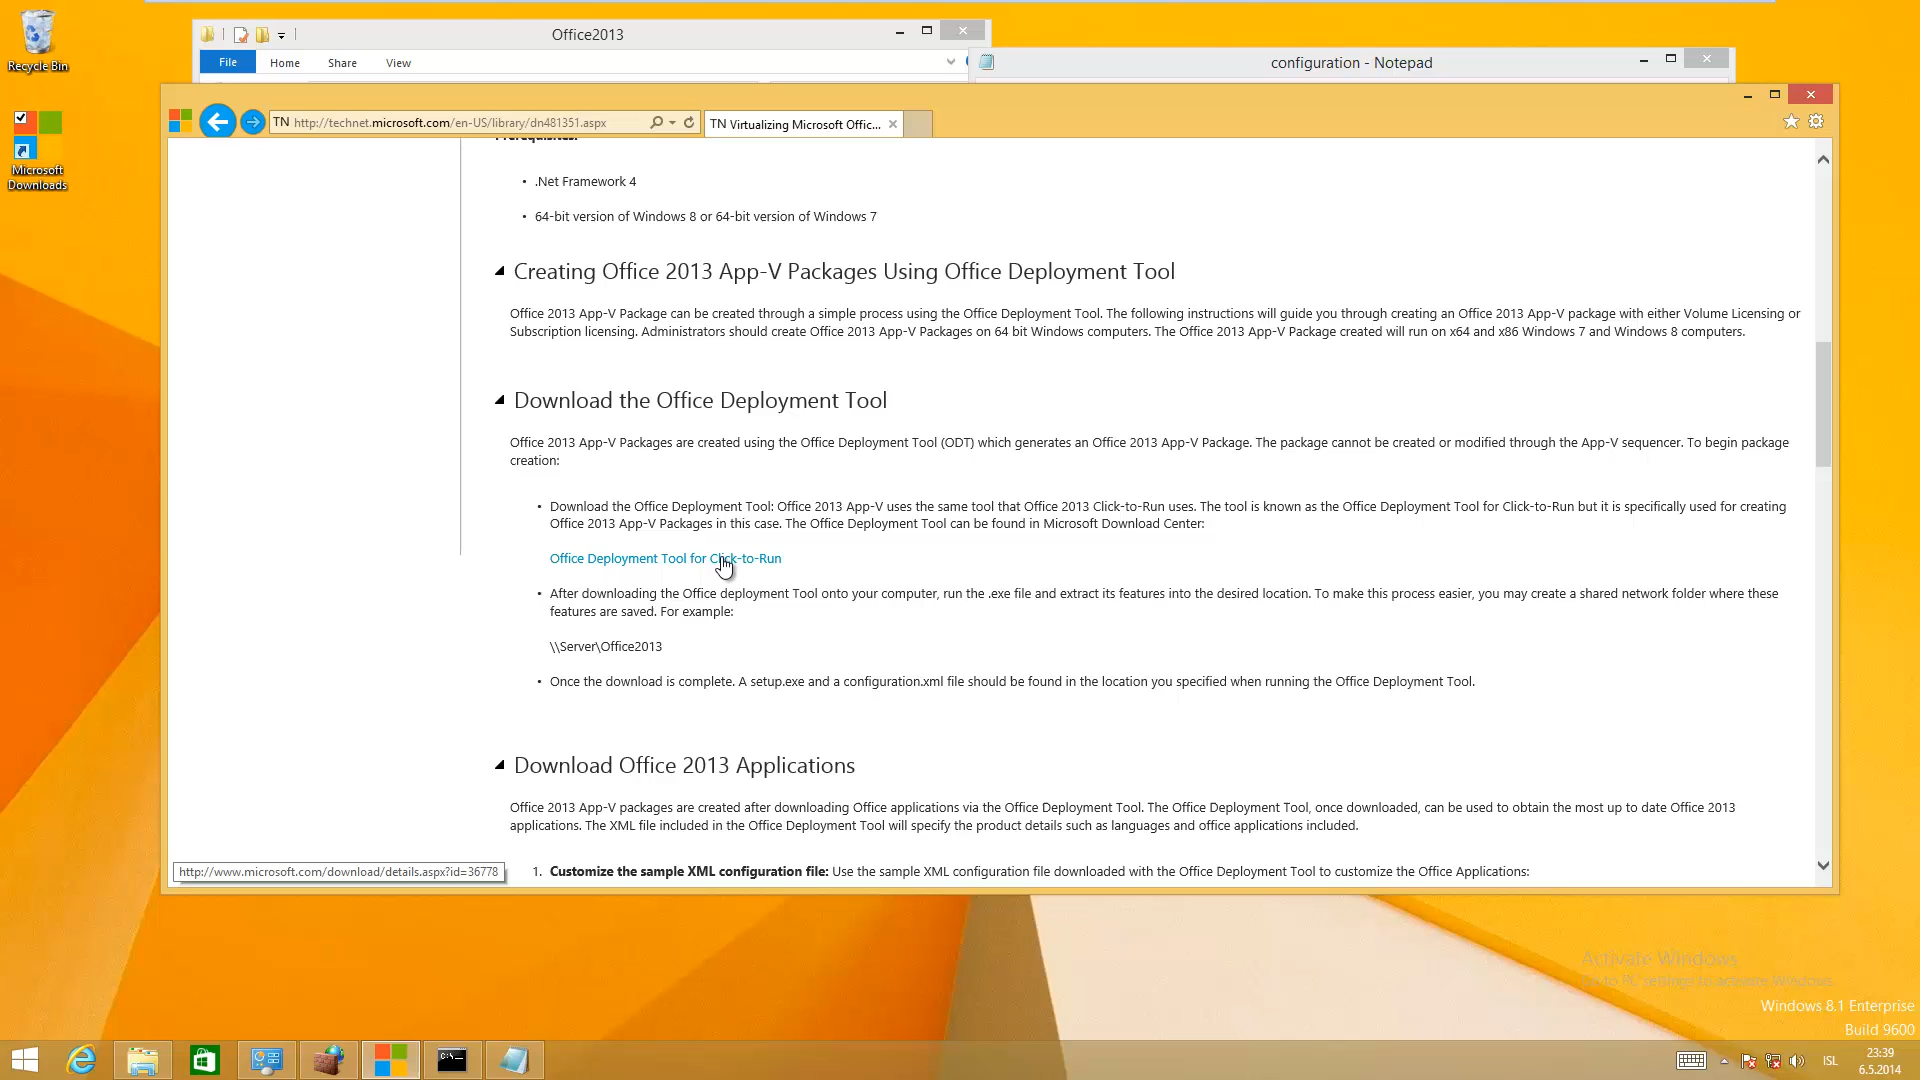 Recycle Bin
Microsoft
Downloads
Office2013
File Home Share View
configuration - Notepad
TN http://technet.microsoft.com/en-US/library/dn481351.aspx
TN Virtualizing Microsoft Offic...
Prerequisites:
• .Net Framework 4
• 64-bit version of Windows 8 or 64-bit version of Windows 7
Creating Office 2013 App-V Packages Using Office Deployment Tool
Office 2013 App-V Package can be created through a simple process using the Office Deployment Tool. The following instructions will guide you through creating an Office 2013 App-V package with either Volume Licensing or
Subscription licensing. Administrators should create Office 2013 App-V Packages on 64 bit Windows computers. The Office 2013 App-V Package created will run on x64 and x86 Windows 7 and Windows 8 computers.
Download the Office Deployment Tool
Office 2013 App-V Packages are created using the Office Deployment Tool (ODT) which generates an Office 2013 App-V Package. The package cannot be created or modified through the App-V sequencer. To begin package
creation:
• Download the Office Deployment Tool: Office 2013 App-V uses the same tool that Office 2013 Click-to-Run uses. The tool is known as the Office Deployment Tool for Click-to-Run but it is specifically used for creating
Office 2013 App-V Packages in this case. The Office Deployment Tool can be found in Microsoft Download Center:
Office Deployment Tool for Click-to-Run
• After downloading the Office deployment Tool onto your computer, run the .exe file and extract its features into the desired location. To make this process easier, you may create a shared network folder where these
features are saved. For example:
\\Server\Office2013
• Once the download is complete. A setup.exe and a configuration.xml file should be found in the location you specified when running the Office Deployment Tool.
Download Office 2013 Applications
Office 2013 App-V packages are created after downloading Office applications via the Office Deployment Tool. The Office Deployment Tool, once downloaded, can be used to obtain the most up to date Office 2013
applications. The XML file included in the Office Deployment Tool will specify the product details such as languages and office applications included.
1. Customize the sample XML configuration file: Use the sample XML configuration file downloaded with the Office Deployment Tool to customize the Office Applications:
http://www.microsoft.com/download/details.aspx?id=36778
Activate Windows
Go to PC settings to activate Windows.
Windows 8.1 Enterprise
Build 9600
C:\_
ISL
23:39
6.5.2014